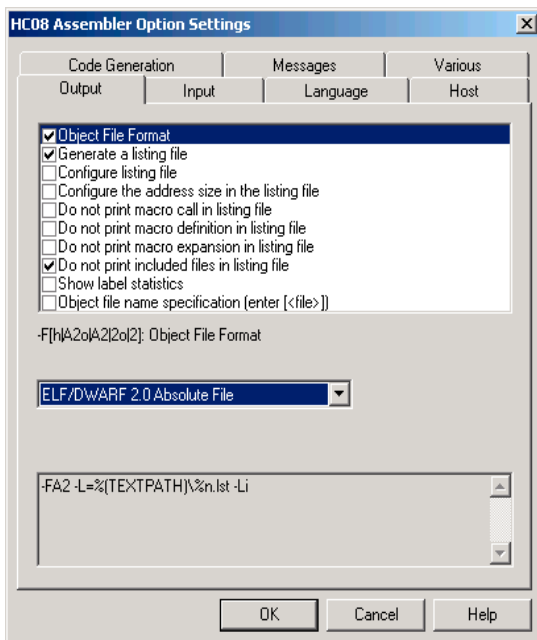 HC08 Assembler Option Settings
Code Generation Messages Various
Output Input Language Host
Object File Format
Generate a listing file
Configure listing file
Configure the address size in the listing file
Do not print macro call in listing file
Do not print macro definition in listing file
Do not print macro expansion in listing file
Do not print included files in listing file
Show label statistics
Object file name specification (enter [<file>])
-F[h|A2o|A2|2o|2]: Object File Format
ELF/DWARF 2.0 Absolute File
-FA2 -L=%(TEXTPATH)\%n.lst -Li
OK Cancel Help